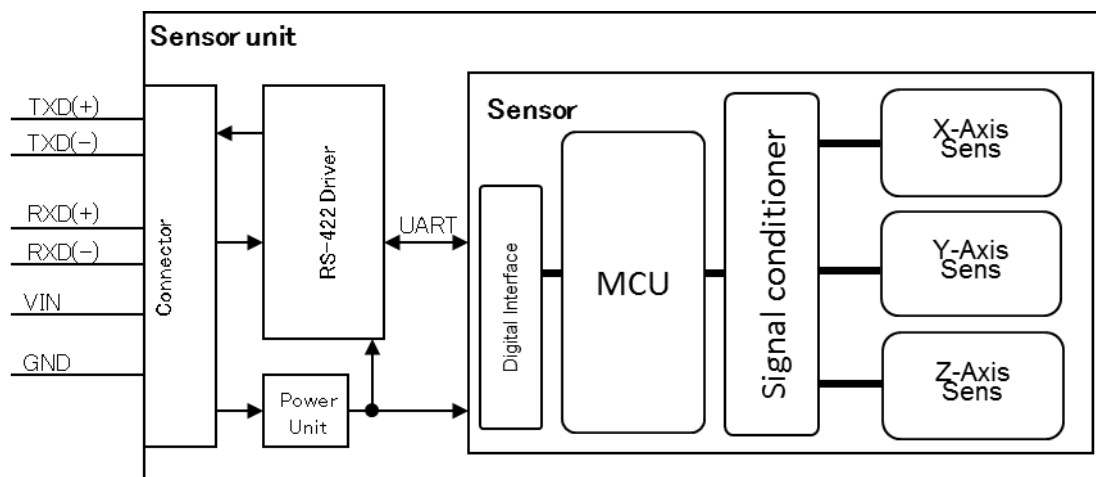 Sensor unit
TXD(+)
TXD(-)
RXD(+)
RXD(-)
VIN
GND
Connector
RS-422 Driver
Power
Unit
UART
Sensor
Digital Interface
MCU
Signal conditioner
X-Axis
Sens
Y-Axis
Sens
Z-Axis
Sens